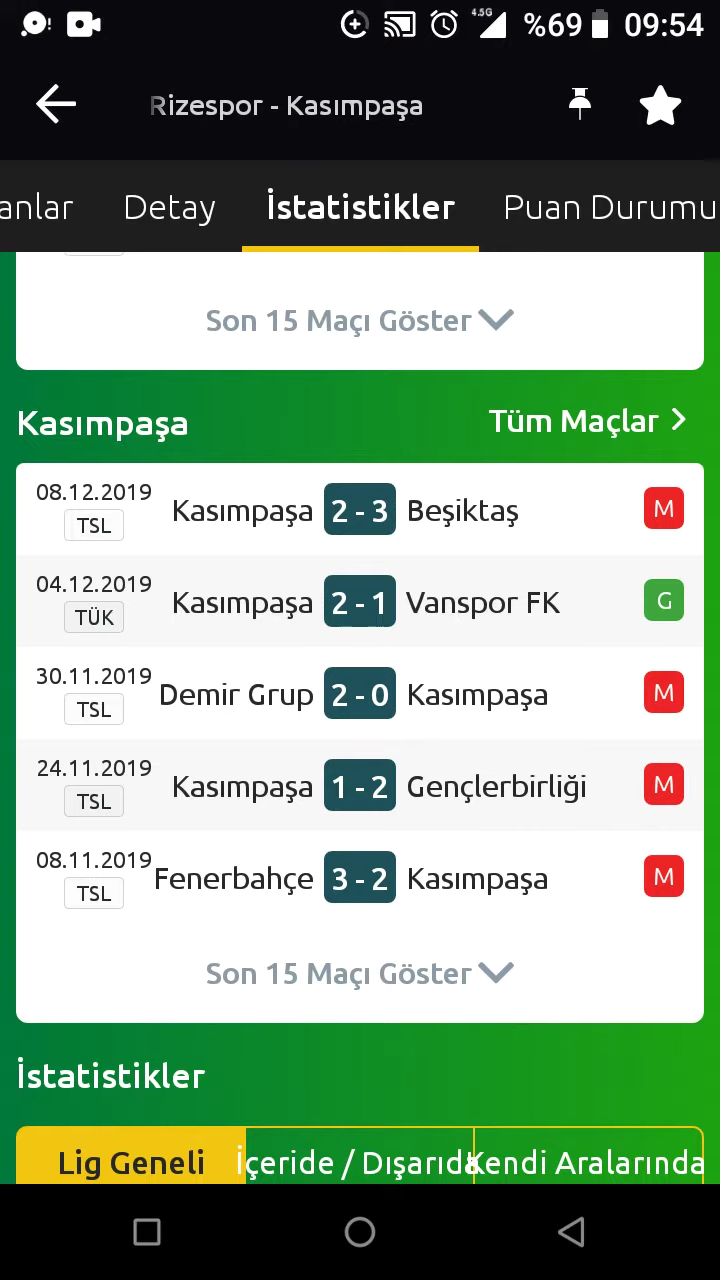 4.5G %69 09:54
Rizespor - Kasımpaşa
anlar Detay İstatistikler Puan Durumu
Son 15 Maçı Göster
Kasımpaşa Tüm Maçlar
08.12.2019 TSL Kasımpaşa 2 - 3 Beşiktaş M
04.12.2019 TÜK Kasımpaşa 2 - 1 Vanspor FK G
30.11.2019 TSL Demir Grup 2 - 0 Kasımpaşa M
24.11.2019 TSL Kasımpaşa 1 - 2 Gençlerbirliği M
08.11.2019 TSL Fenerbahçe 3 - 2 Kasımpaşa M
Son 15 Maçı Göster
İstatistikler
Lig Geneli İçeride / Dışarıda Kendi Aralarında